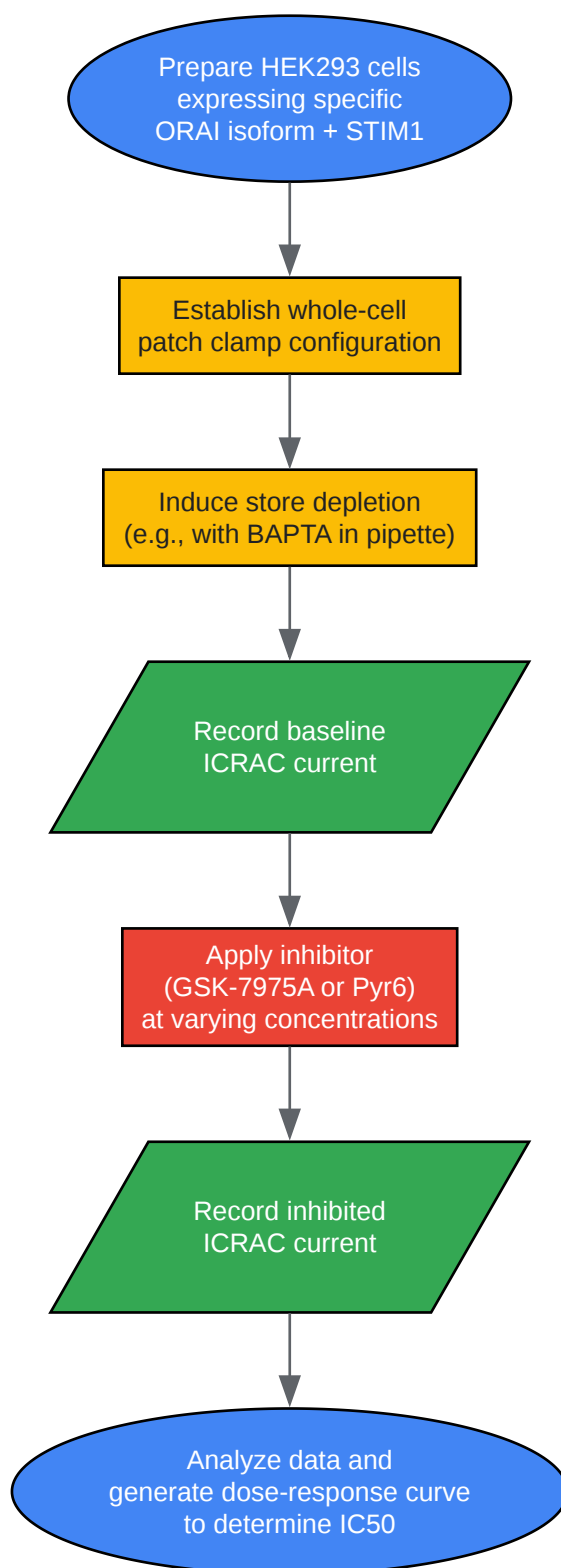 Prepare HEK293 cells
expressing specific
ORAI isoform + STIM1
Establish whole-cell
patch clamp configuration
Induce store depletion
(e.g., with BAPTA in pipette)
Record baseline
ICRAC current
Apply inhibitor
(GSK-7975A or Pyr6)
at varying concentrations
Record inhibited
ICRAC current
Analyze data and
generate dose-response curve
to determine IC50